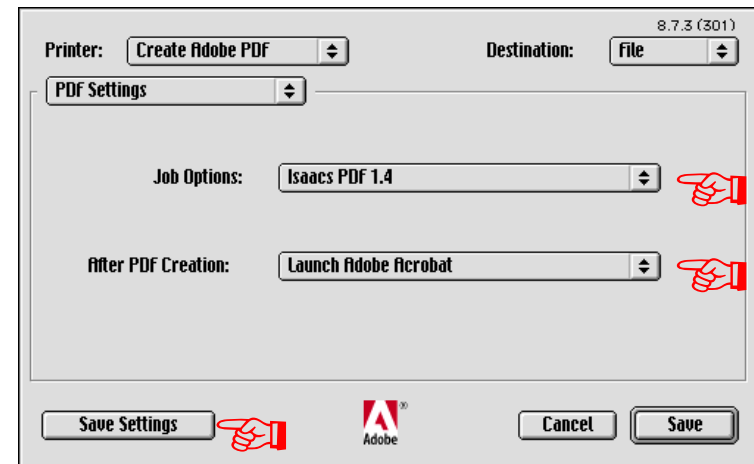 8.7.3 (301)
Printer: Create Adobe PDF Destination: File
PDF Settings
Job Options: Isaacs PDF 1.4
After PDF Creation: Launch Adobe Acrobat
Save Settings Adobe® Cancel Save